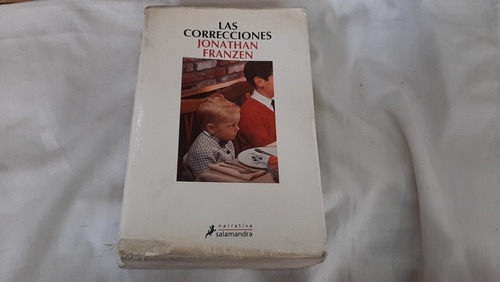 LAS
CORRECCIONES
JONATHAN
FRANZEN
narrativa
salamandra